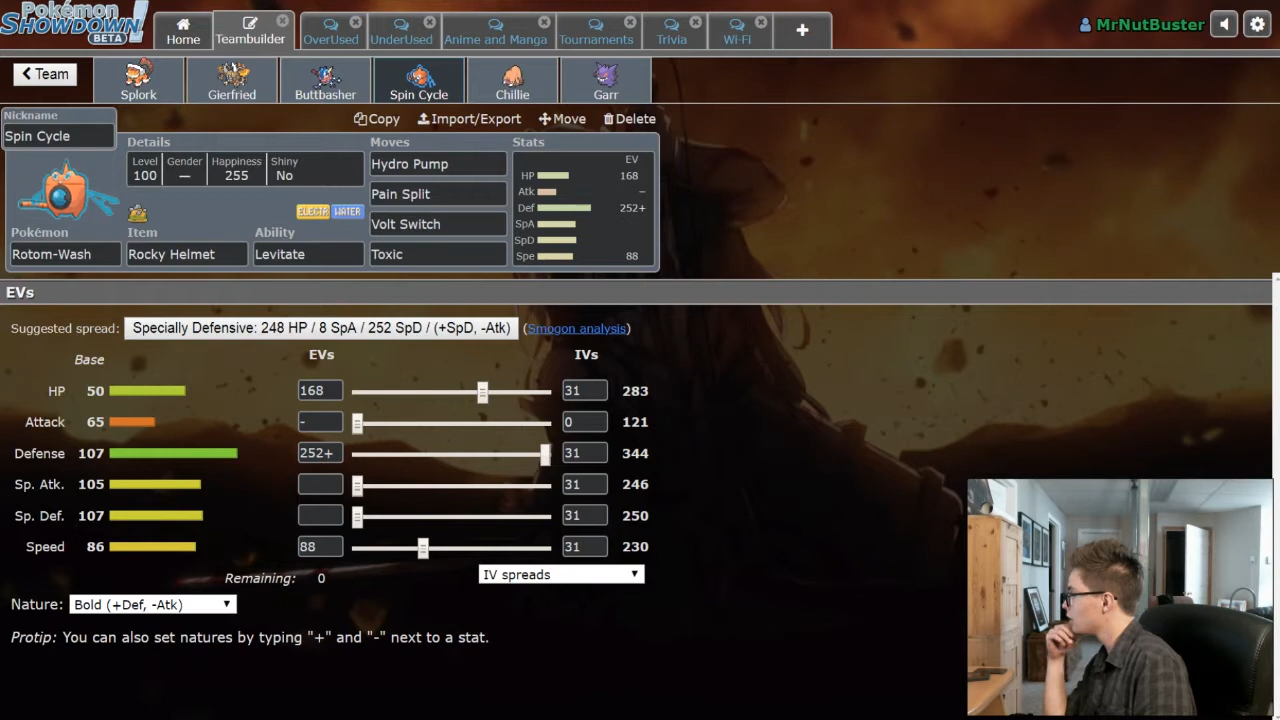 Pokémon
SHOWDOWN!
BETA
Home
Teambuilder
OverUsed
UnderUsed
Anime and Manga
Tournaments
Trivia
Wi-Fi
+
MrNutBuster
< Team
Splork
Gierfried
Buttbasher
Spin Cycle
Chillie
Garr
Nickname
Spin Cycle
Copy Import/Export Move Delete
Details
Level Gender Happiness Shiny
100 — 255 No
ELECTR WATER
Pokémon Item Ability
Rotom-Wash Rocky Helmet Levitate
Moves
Hydro Pump
Pain Split
Volt Switch
Toxic
Stats
EV
HP 168
Atk –
Def 252+
SpA
SpD
Spe 88
EVs
Suggested spread: Specially Defensive: 248 HP / 8 SpA / 252 SpD / (+SpD, -Atk) (Smogon analysis)
Base EVs IVs
HP 50 168 31 283
Attack 65 - 0 121
Defense 107 252+ 31 344
Sp. Atk. 105 31 246
Sp. Def. 107 31 250
Speed 86 88 31 230
Remaining: 0 IV spreads
Nature: Bold (+Def, -Atk)
Protip: You can also set natures by typing "+" and "-" next to a stat.